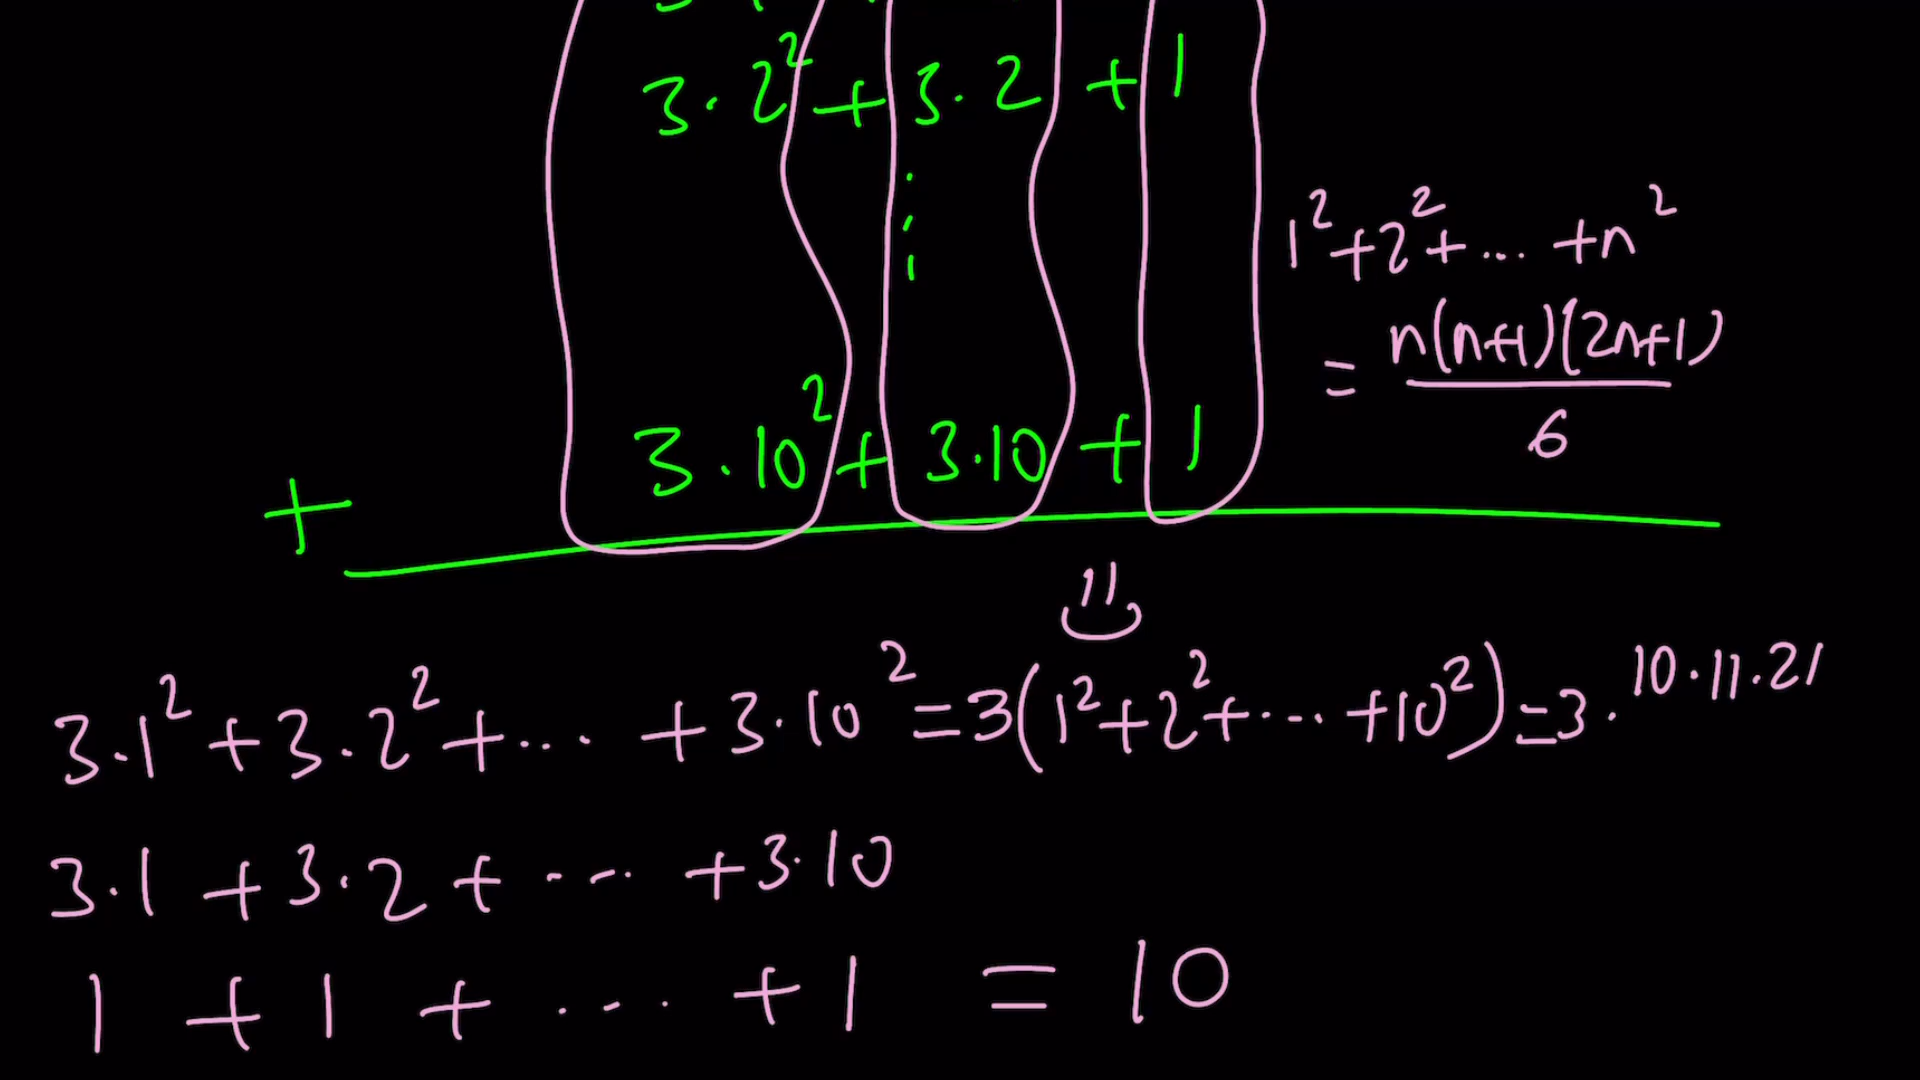 3·2² + 3·2 + 1
⋮
1²+2²+... +n²
= n(n+1)(2n+1)
6
3·10² + 3·10 + 1
+
3·1²+3·2²+... +3·10²=3(1²+2²+...+10²)=3·10·11·21
3·1 +3·2+ ... +3·10
1 + 1 + ... +1 = 10